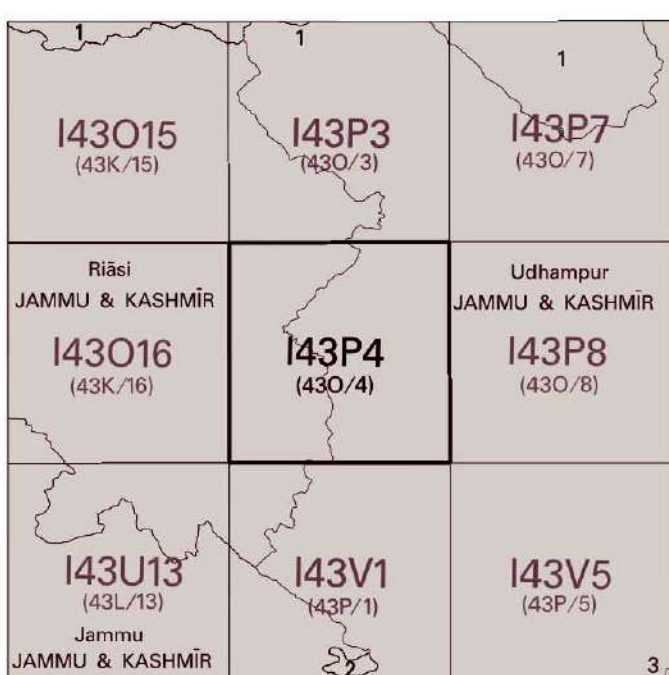 1
1
1
I43O15
(43K/15)
I43P3
(43O/3)
I43P7
(43O/7)
Riāsi
JAMMU & KASHMĪR
I43O16
(43K/16)
I43P4
(43O/4)
Udhampur
JAMMU & KASHMĪR
I43P8
(43O/8)
I43U13
(43L/13)
Jammu
JAMMU & KASHMĪR
I43V1
(43P/1)
2
I43V5
(43P/5)
3